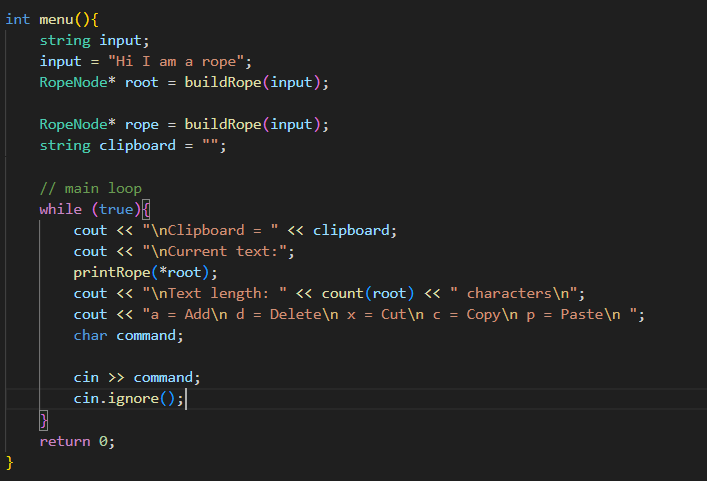 int menu(){
    string input;
    input = "Hi I am a rope";
    RopeNode* root = buildRope(input);

    RopeNode* rope = buildRope(input);
    string clipboard = "";

    // main loop
    while (true){
        cout << "\nClipboard = " << clipboard;
        cout << "\nCurrent text:";
        printRope(*root);
        cout << "\nText length: " << count(root) << " characters\n";
        cout << "a = Add\n d = Delete\n x = Cut\n c = Copy\n p = Paste\n ";
        char command;

        cin >> command;
        cin.ignore();
    }
    return 0;
}